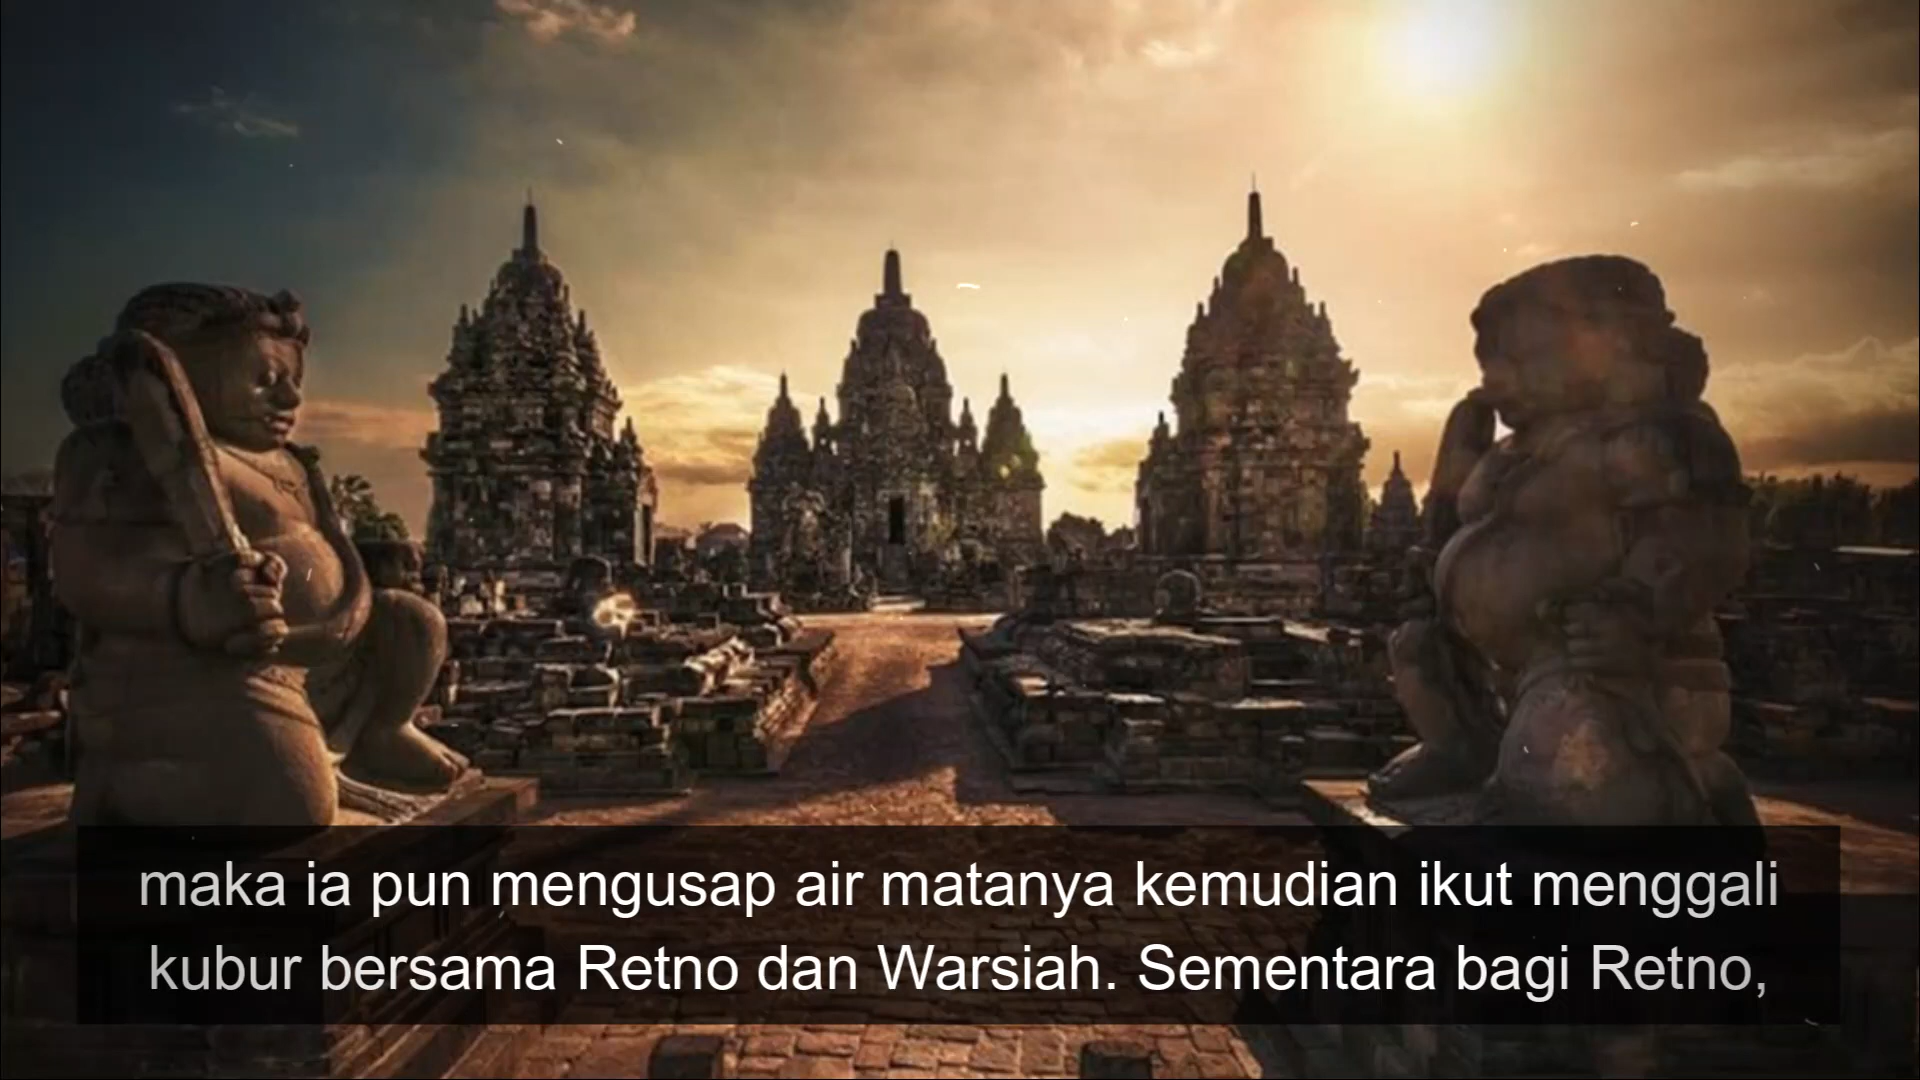 maka ia pun mengusap air matanya kemudian ikut menggali
kubur bersama Retno dan Warsiah. Sementara bagi Retno,